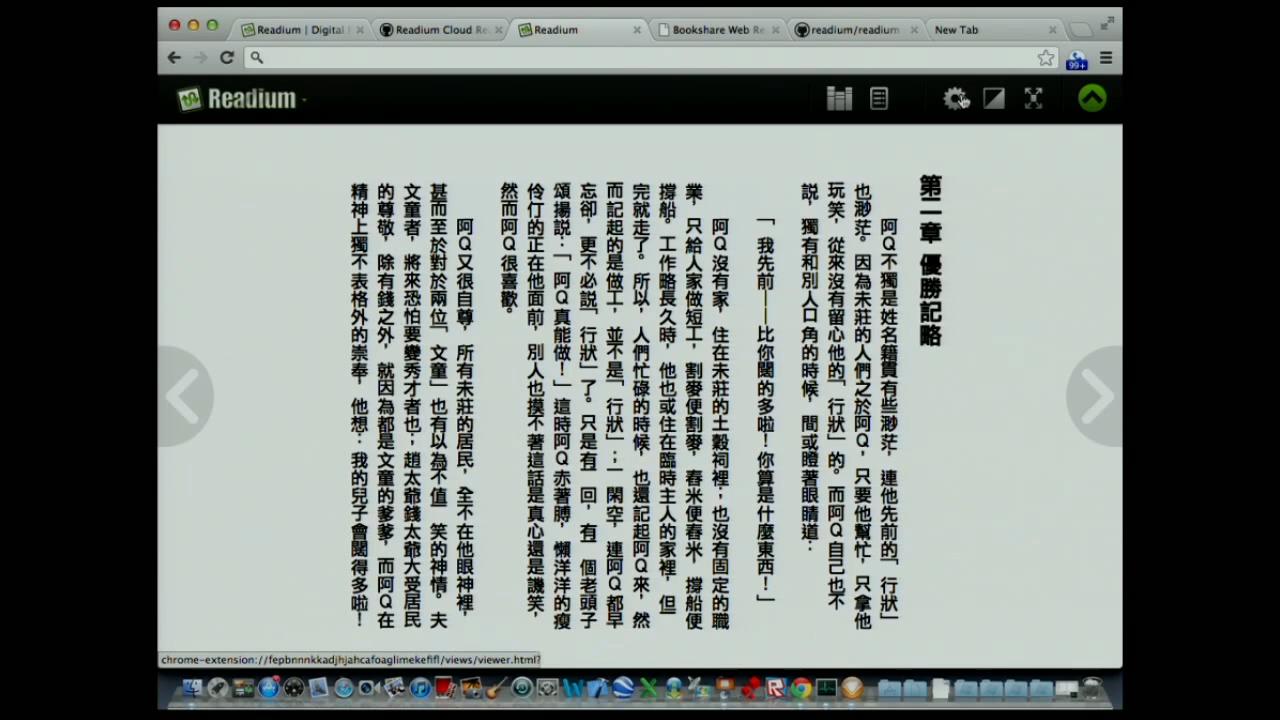 Readium | Digital
Readium Cloud Re
Readium
Bookshare Web Re
readium/readium
New Tab
99+
Readium
第二章 優勝記略
阿Q不獨是姓名籍貫有些渺茫，連他先前的「行狀」
也渺茫。因為未莊的人們之於阿Q，只要他幫忙，只拿他
玩笑，從來沒有留心他的「行狀」的。而阿Q自己也不
説，獨有和別人口角的時候，間或瞪著眼睛道：
「我先前——比你闊的多啦！你算是什麼東西！」
阿Q沒有家，住在未莊的土穀祠裡；也沒有固定的職
業，只給人家做短工，割麥便割麥，舂米便舂米，撐船便
撐船。工作略長久時，他也或住在臨時主人的家裡，但一
完就走了。所以，人們忙碌的時候，也還記起阿Q來，然
而記起的是做工，並不是「行狀」；一閑空，連阿Q都早
忘卻，更不必説「行狀」了。只是有一回，有一個老頭子
頌揚説：「阿Q真能做！」這時阿Q赤著膊，懶洋洋的瘦
伶仃的正在他面前，別人也摸不著這話是真心還是譏笑，
然而阿Q很喜歡。
阿Q又很自尊，所有未莊的居民，全不在他眼神裡，
甚而至於對於兩位「文童」也有以為不值一笑的神情。夫
文童者，將來恐怕要變秀才者也；趙太爺錢太爺大受居民
的尊敬，除有錢之外，就因為都是文童的爹爹，而阿Q在
精神上獨不表格外的崇奉，他想：我的兒子會闊得多啦！
chrome-extension://fepbnnnkkadjhjahcafoaglimekefifl/views/viewer.html?